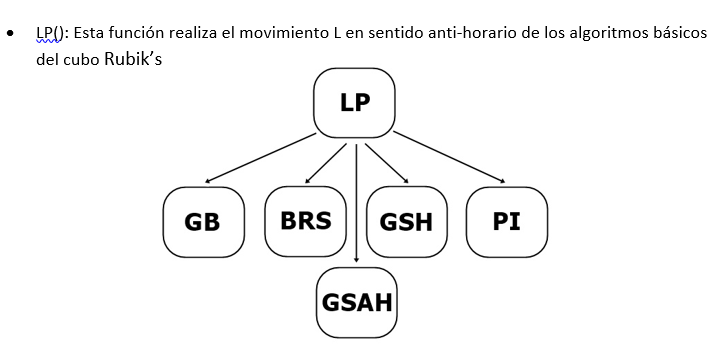 • LP(): Esta función realiza el movimiento L en sentido anti-horario de los algoritmos básicos
del cubo Rubik’s
LP
GB BRS GSH PI
GSAH